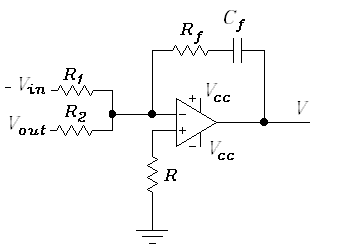 R_f
C_f
- V_in
R_1
V_out
R_2
+ V_cc
-
+
V
- V_cc
R